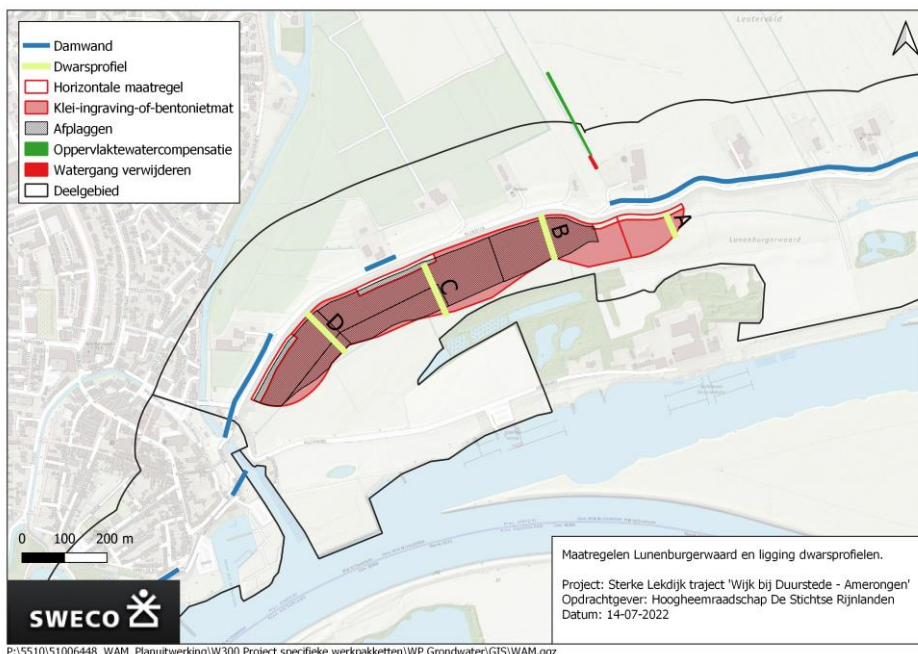 Damwand
Dwarsprofiel
Horizontale maatregel
Klei-ingraving-of-bentonietmat
Afplaggen
Oppervlaktewatercompensatie
Watergang verwijderen
Deelgebied
A
Lunenburgerwaard
B
C
D
0 100 200 m
Maatregelen Lunenburgerwaard en ligging dwarsprofielen.
Project: Sterke Lekdijk traject 'Wijk bij Duurstede - Amerongen'
Opdrachtgever: Hoogheemraadschap De Stichtse Rijnlanden
Datum: 14-07-2022
SWECO
P:\5510\51006448_WAM_Planuitwerking\W300 Project specifieke werkpakketten\WP Grondwater\GIS\WAM.qgz